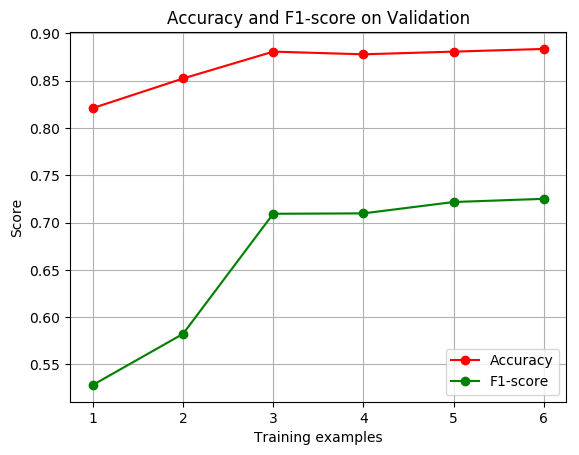 Accuracy and F1-score on Validation
0.90
0.85
0.80
0.75
0.70
0.65
0.60
0.55
Score
1 2 3 4 5 6
Training examples
Accuracy
F1-score